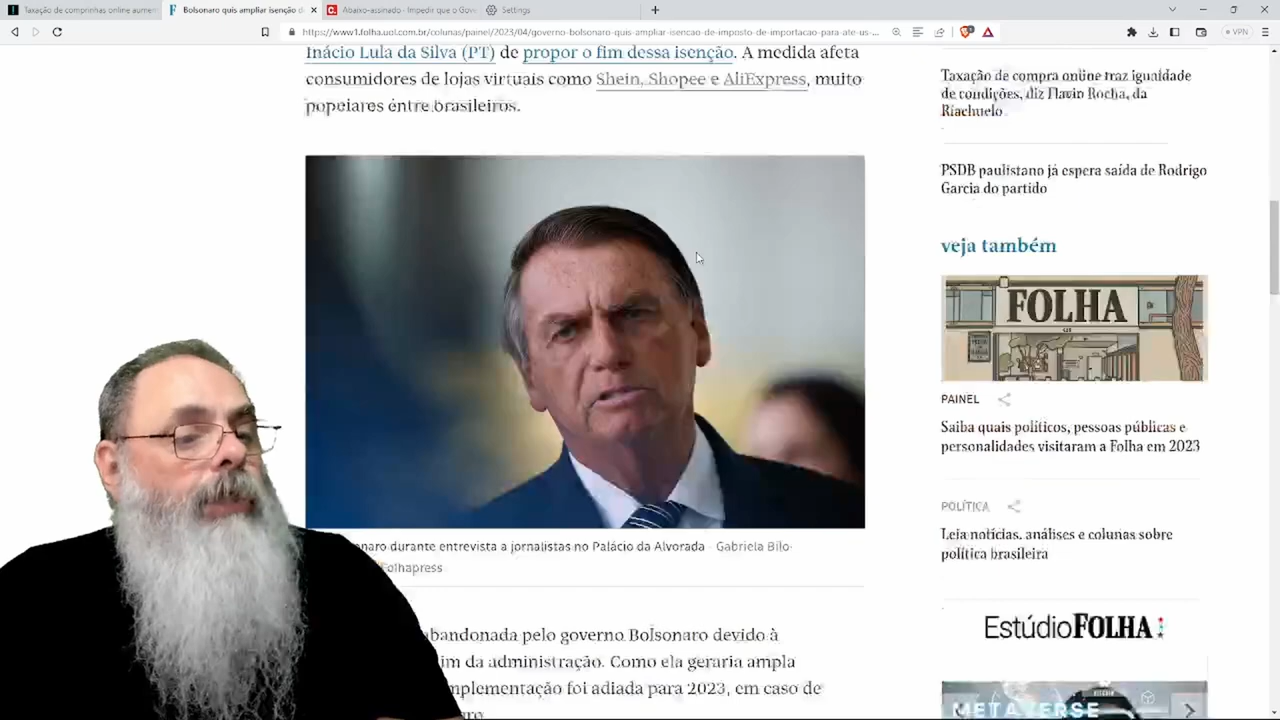 Taxação de comprinhas online aumen
Bolsonaro quis ampliar isenção d
Abaixo-assinado · Impedir que o Gov
Settings
https://www1.folha.uol.com.br/colunas/painel/2023/04/governo-bolsonaro-quis-ampliar-isencao-de-imposto-de-importacao-para-ate-us-...
VPN
Inácio Lula da Silva (PT) de propor o fim dessa isenção. A medida afeta
consumidores de lojas virtuais como Shein, Shopee e AliExpress, muito
populares entre brasileiros.
naro durante entrevista a jornalistas no Palácio da Alvorada - Gabriela Biló-
Folhapress
abandonada pelo governo Bolsonaro devido à
im da administração. Como ela geraria ampla
mplementação foi adiada para 2023, em caso de
Taxação de compra online traz igualdade
de condições, diz Flavio Rocha, da
Riachuelo
PSDB paulistano já espera saída de Rodrigo
Garcia do partido
veja também
FOLHA
PAINEL
Saiba quais políticos, pessoas públicas e
personalidades visitaram a Folha em 2023
POLÍTICA
Leia notícias, análises e colunas sobre
política brasileira
Estúdio FOLHA
METAVERSE